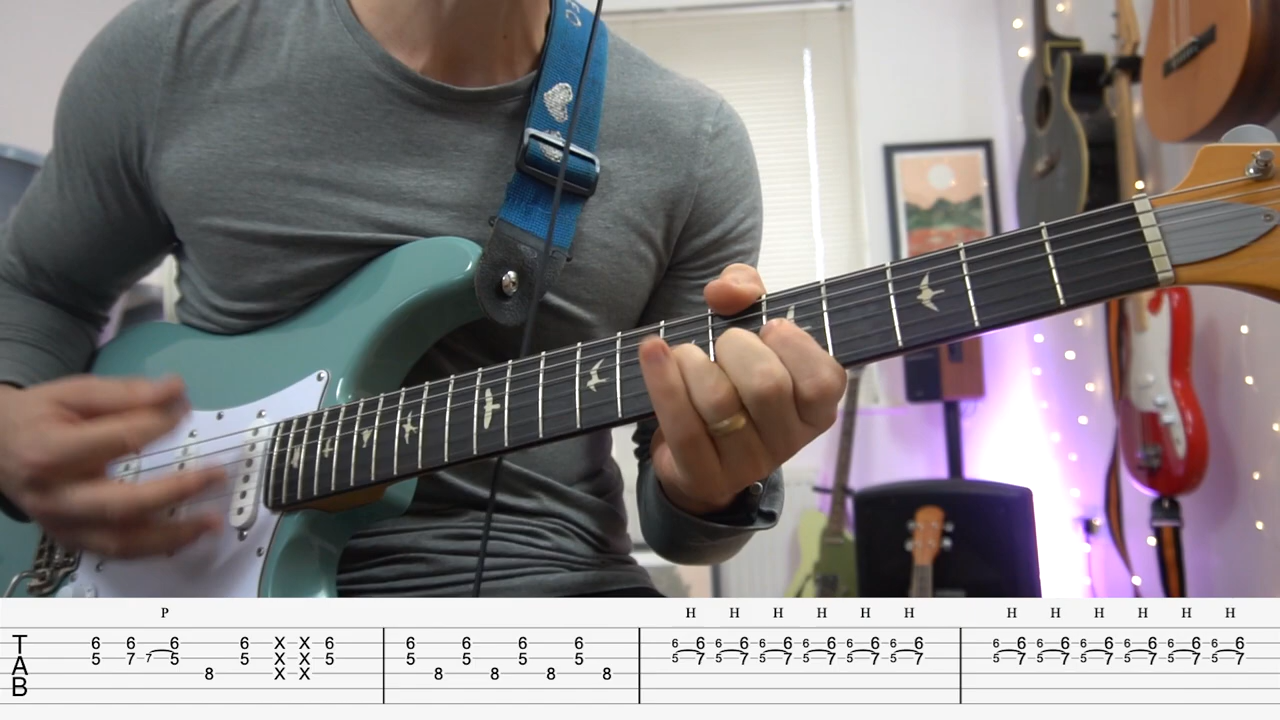 P
H H H H H H H H H H H H
T 6 6 6 6 X X 6 6 6 6 6 6 6 6 6 6 6 6 6 6 6 6 6 6 6 6 6 6 6 6 6 6 6
A 5 7 7 5 5 X X 5 5 5 5 5 5 7 5 7 5 7 5 7 5 7 5 7 5 7 5 7 5 7 5 7 5 7 5 7
B 8 X X 8 8 8 8